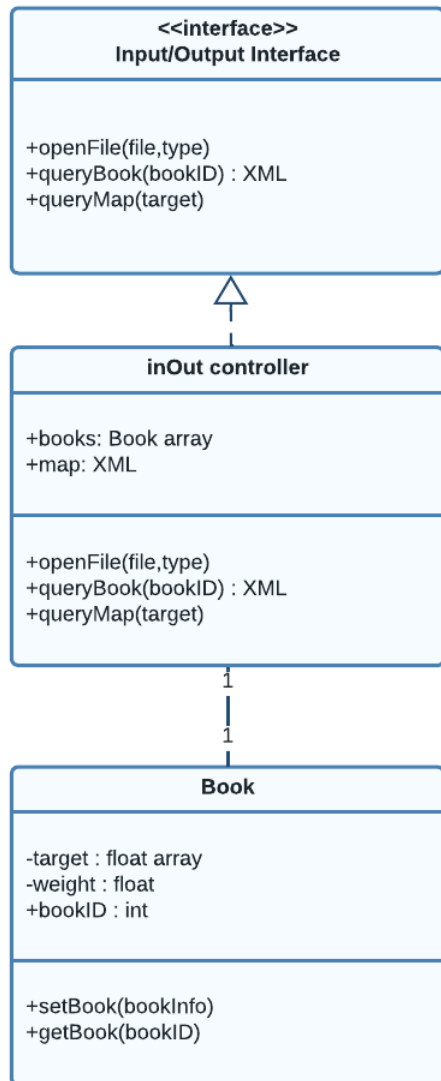 <<interface>>
Input/Output Interface
+openFile(file,type)
+queryBook(bookID) : XML
+queryMap(target)
inOut controller
+books: Book array
+map: XML
+openFile(file,type)
+queryBook(bookID) : XML
+queryMap(target)
1
1
Book
-target : float array
-weight : float
+bookID : int
+setBook(bookInfo)
+getBook(bookID)